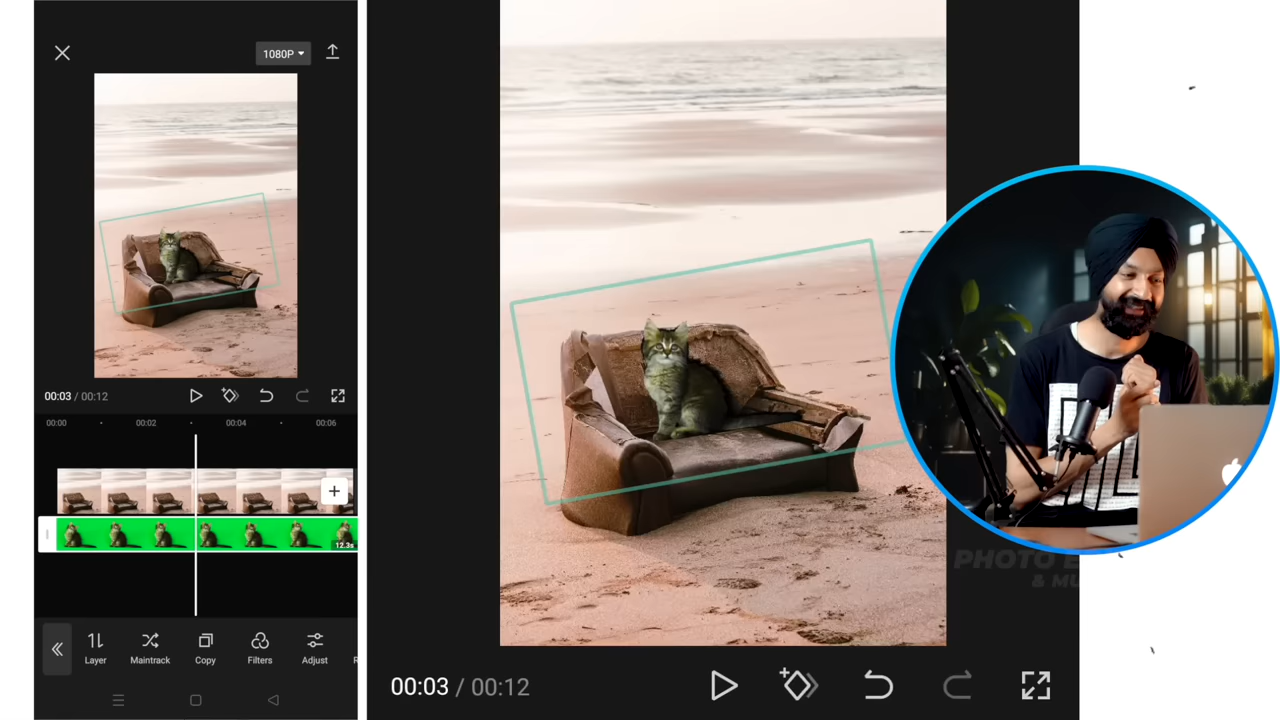 1080P
00:03 / 00:12
00:00
00:02
00:04
00:06
12.3s
Layer
Maintrack
Copy
Filters
Adjust
00:03 / 00:12
PHOTO E
& MU